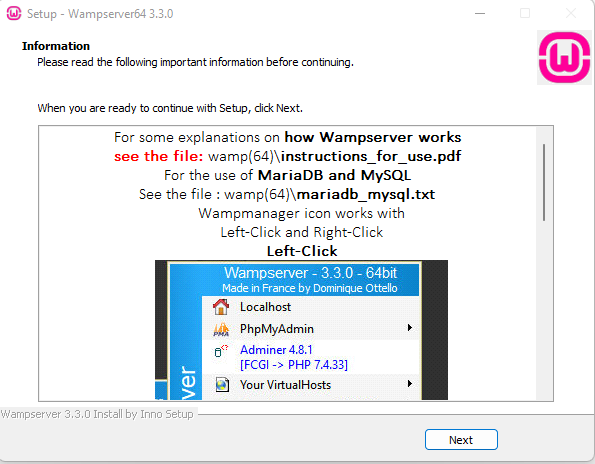 Setup - Wampserver64 3.3.0
Information
Please read the following important information before continuing.
When you are ready to continue with Setup, click Next.
For some explanations on how Wampserver works
see the file: wamp(64)\instructions_for_use.pdf
For the use of MariaDB and MySQL
See the file : wamp(64)\mariadb_mysql.txt
Wampmanager icon works with
Left-Click and Right-Click
Left-Click
Wampserver - 3.3.0 - 64bit
Made in France by Dominique Ottello
Localhost
PhpMyAdmin
Adminer 4.8.1
[FCGI -> PHP 7.4.33]
Your VirtualHosts
ver
Wampserver 3.3.0 Install by Inno Setup
Next